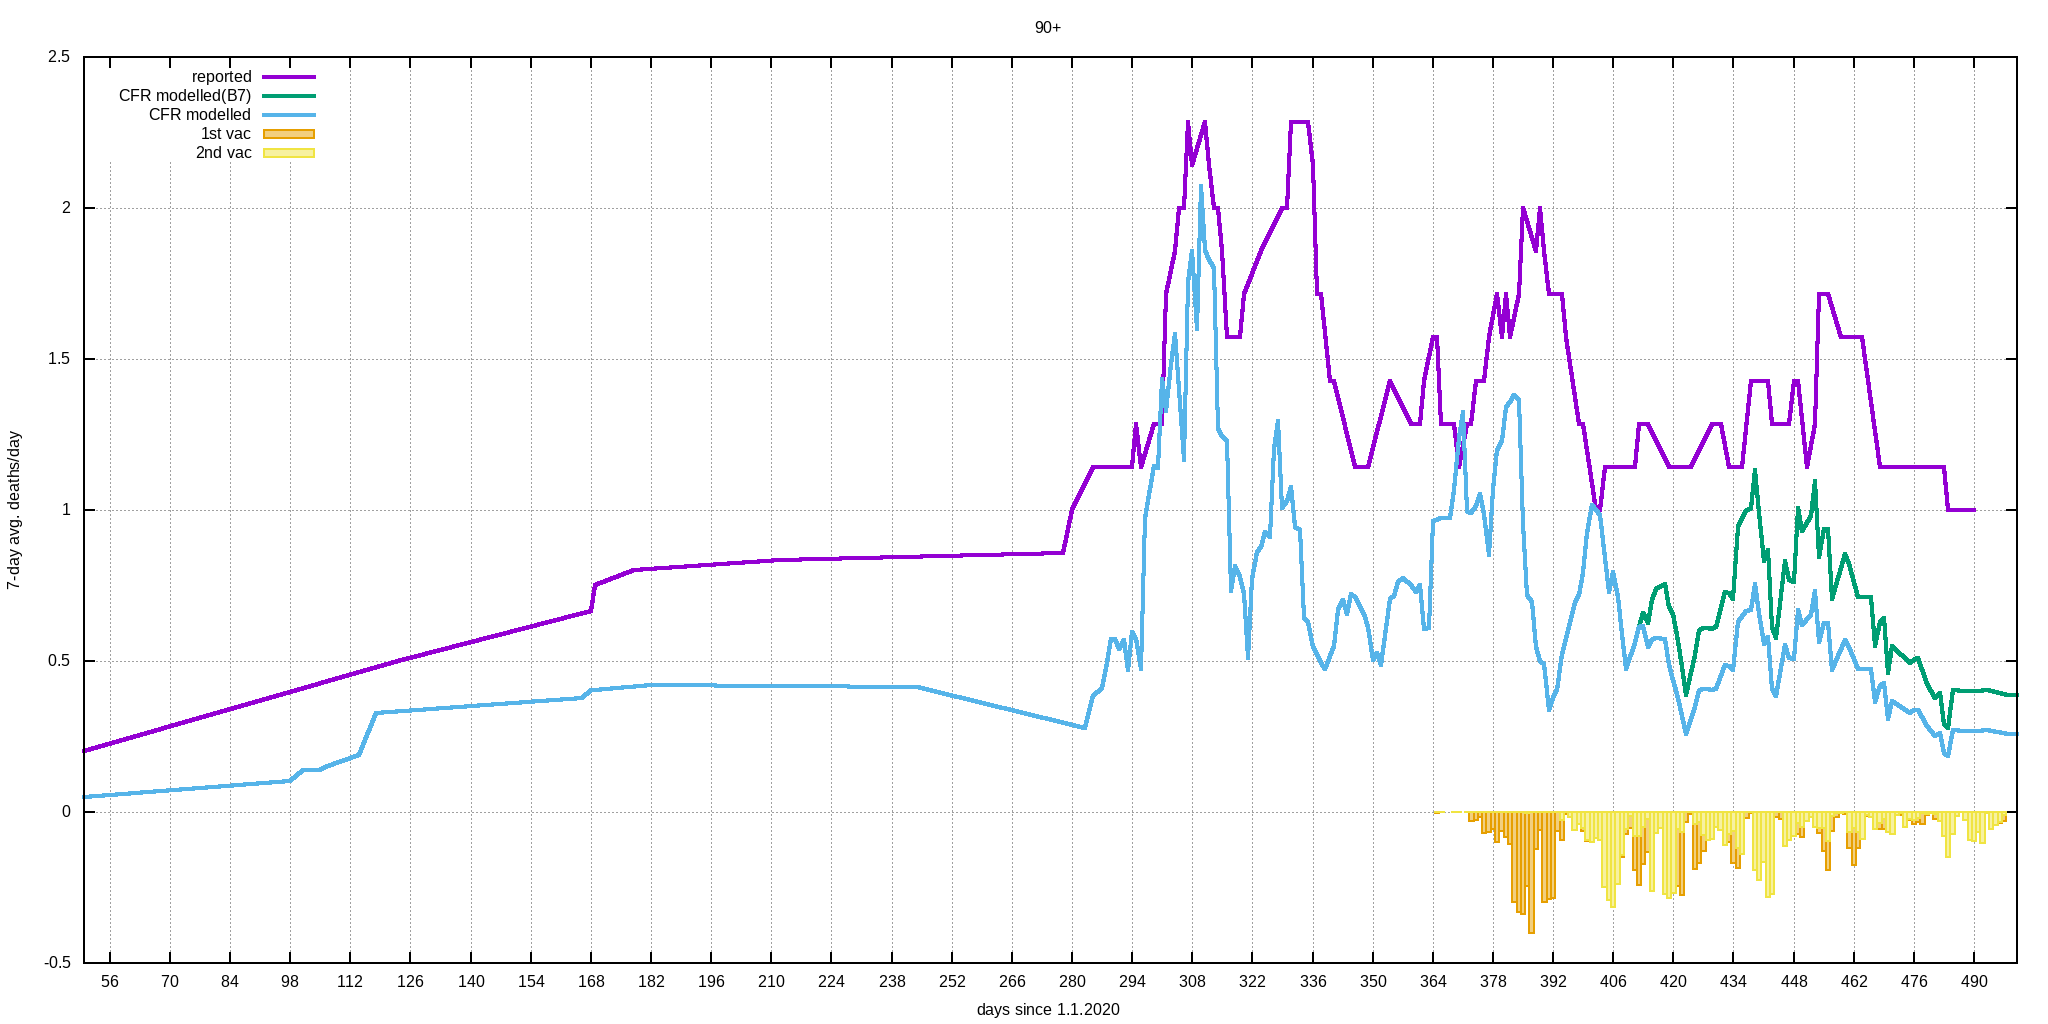 90+
2.5
reported
CFR modelled(B7)
CFR modelled
1st vac
2nd vac
2
1.5
1
0.5
0
-0.5
7-day avg. deaths/day
56 70 84 98 112 126 140 154 168 182 196 210 224 238 252 266 280 294 308 322 336 350 364 378 392 406 420 434 448 462 476 490
days since 1.1.2020